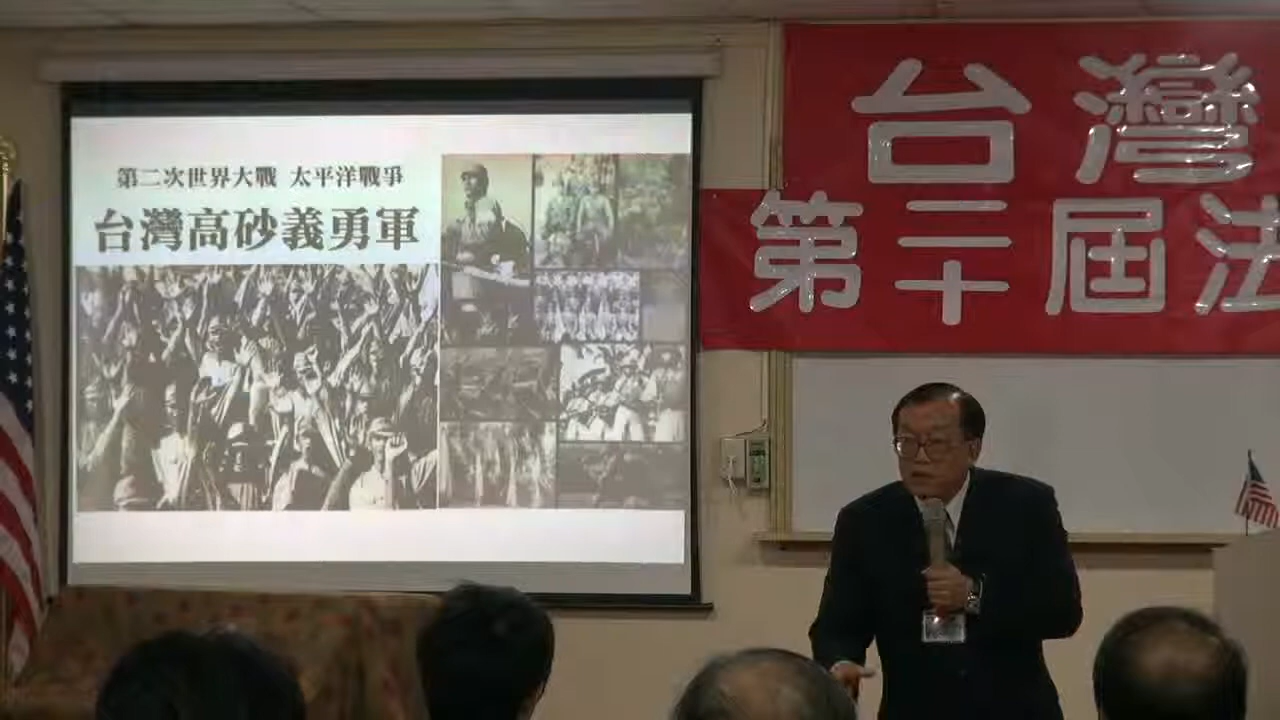 第二次世界大戰 太平洋戰爭
台灣高砂義勇軍
台灣
第二十屆法